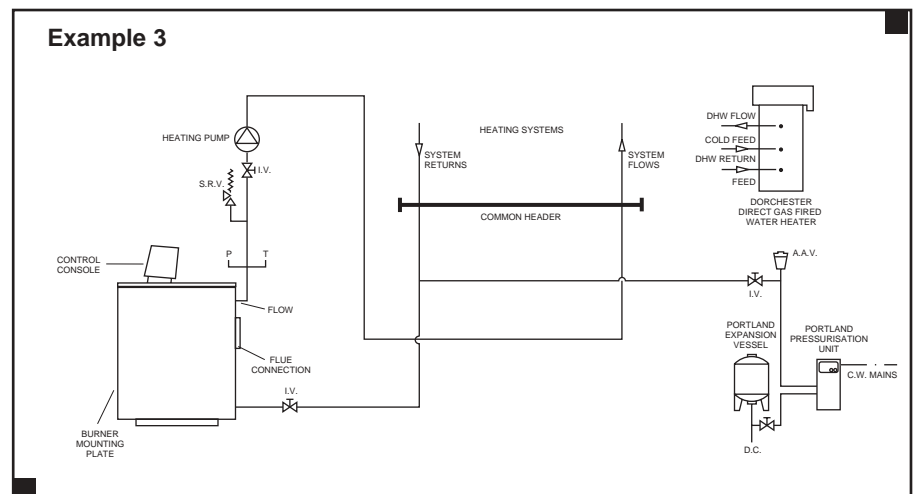 Example 3
HEATING PUMP
I.V.
S.R.V.
P T
CONTROL
CONSOLE
FLOW
FLUE
CONNECTION
I.V.
BURNER
MOUNTING
PLATE
HEATING SYSTEMS
SYSTEM
RETURNS
SYSTEM
FLOWS
COMMON HEADER
DHW FLOW
COLD FEED
DHW RETURN
FEED
DORCHESTER
DIRECT GAS FIRED
WATER HEATER
A.A.V.
I.V.
PORTLAND
EXPANSION
VESSEL
PORTLAND
PRESSURISATION
UNIT
C.W. MAINS
D.C.